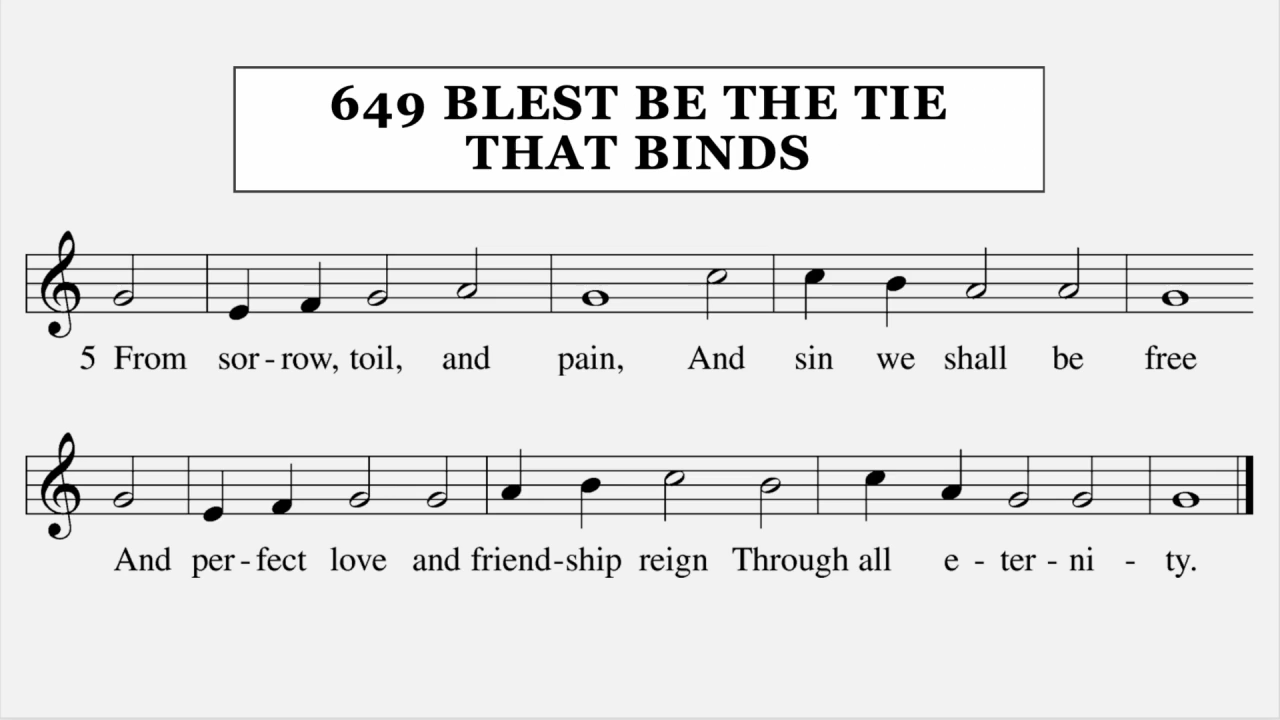 649 BLEST BE THE TIE
THAT BINDS
5 From sor - row, toil, and pain, And sin we shall be free
And per - fect love and friend - ship reign Through all e - ter - ni - ty.